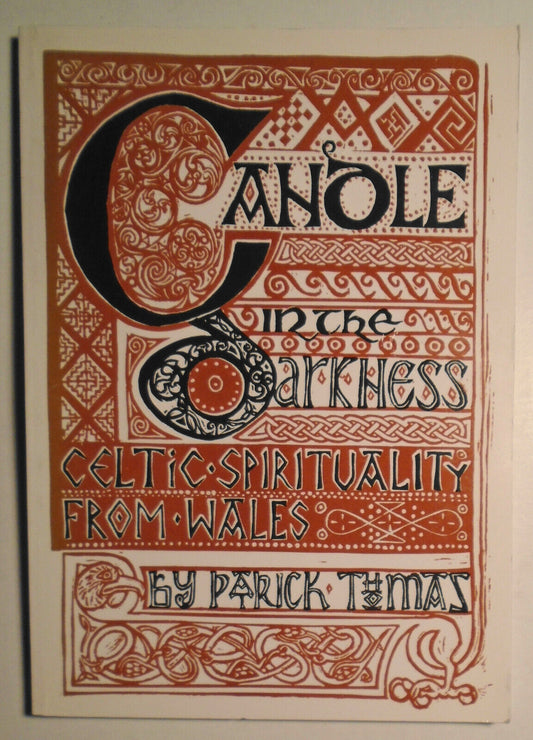 CANDLE
in the
DARKNESS
CELTiC · SPiRiTUALiTY
FROM · WALES
by PATRICK · THOMAS